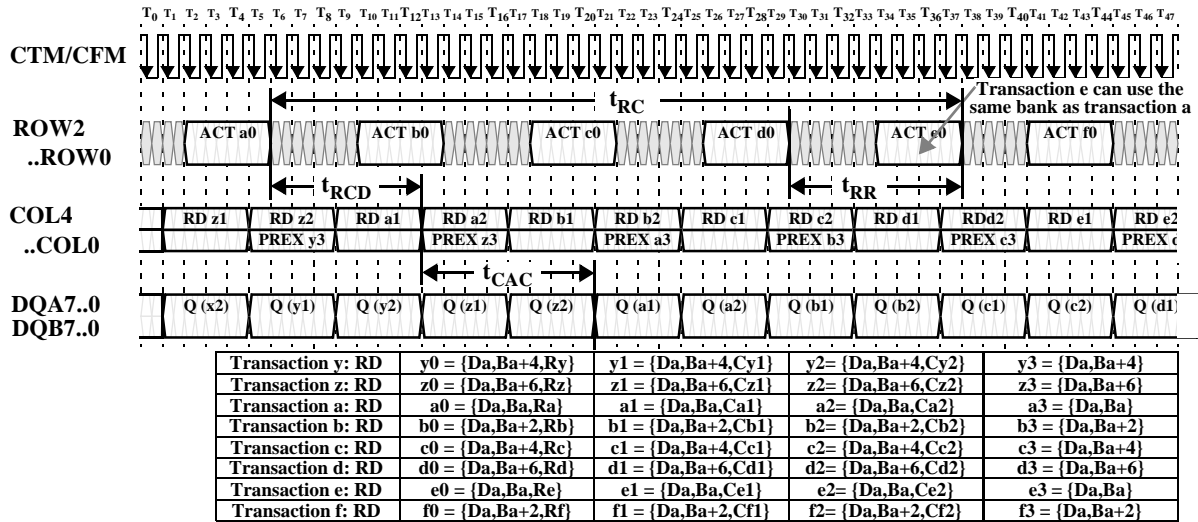 T0 T1 T2 T3 T4 T5 T6 T7 T8 T9 T10 T11 T12 T13 T14 T15 T16 T17 T18 T19 T20 T21 T22 T23 T24 T25 T26 T27 T28 T29 T30 T31 T32 T33 T34 T35 T36 T37 T38 T39 T40 T41 T42 T43 T44 T45 T46 T47
CTM/CFM
Transaction e can use the
same bank as transaction a
tRC
ROW2
..ROW0
ACT a0 ACT b0 ACT c0 ACT d0 ACT e0 ACT f0
tRCD tRR
COL4
..COL0
RD z1 RD z2 RD a1 RD a2 RD b1 RD b2 RD c1 RD c2 RD d1 RDd2 RD e1 RD e2
PREX y3 PREX z3 PREX a3 PREX b3 PREX c3 PREX d
tCAC
DQA7..0
DQB7..0
Q (x2) Q (y1) Q (y2) Q (z1) Q (z2) Q (a1) Q (a2) Q (b1) Q (b2) Q (c1) Q (c2) Q (d1)
Transaction y: RD y0 = {Da,Ba+4,Ry} y1 = {Da,Ba+4,Cy1} y2= {Da,Ba+4,Cy2} y3 = {Da,Ba+4}
Transaction z: RD z0 = {Da,Ba+6,Rz} z1 = {Da,Ba+6,Cz1} z2= {Da,Ba+6,Cz2} z3 = {Da,Ba+6}
Transaction a: RD a0 = {Da,Ba,Ra} a1 = {Da,Ba,Ca1} a2= {Da,Ba,Ca2} a3 = {Da,Ba}
Transaction b: RD b0 = {Da,Ba+2,Rb} b1 = {Da,Ba+2,Cb1} b2= {Da,Ba+2,Cb2} b3 = {Da,Ba+2}
Transaction c: RD c0 = {Da,Ba+4,Rc} c1 = {Da,Ba+4,Cc1} c2= {Da,Ba+4,Cc2} c3 = {Da,Ba+4}
Transaction d: RD d0 = {Da,Ba+6,Rd} d1 = {Da,Ba+6,Cd1} d2= {Da,Ba+6,Cd2} d3 = {Da,Ba+6}
Transaction e: RD e0 = {Da,Ba,Re} e1 = {Da,Ba,Ce1} e2= {Da,Ba,Ce2} e3 = {Da,Ba}
Transaction f: RD f0 = {Da,Ba+2,Rf} f1 = {Da,Ba+2,Cf1} f2= {Da,Ba+2,Cf2} f3 = {Da,Ba+2}